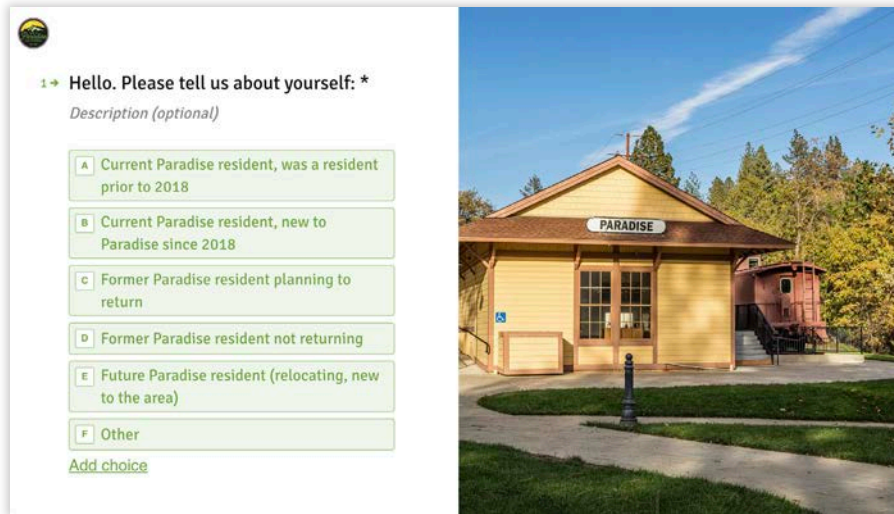 1→ Hello. Please tell us about yourself: *
Description (optional)
A Current Paradise resident, was a resident
prior to 2018
B Current Paradise resident, new to
Paradise since 2018
C Former Paradise resident planning to
return
D Former Paradise resident not returning
E Future Paradise resident (relocating, new
to the area)
F Other
Add choice
PARADISE